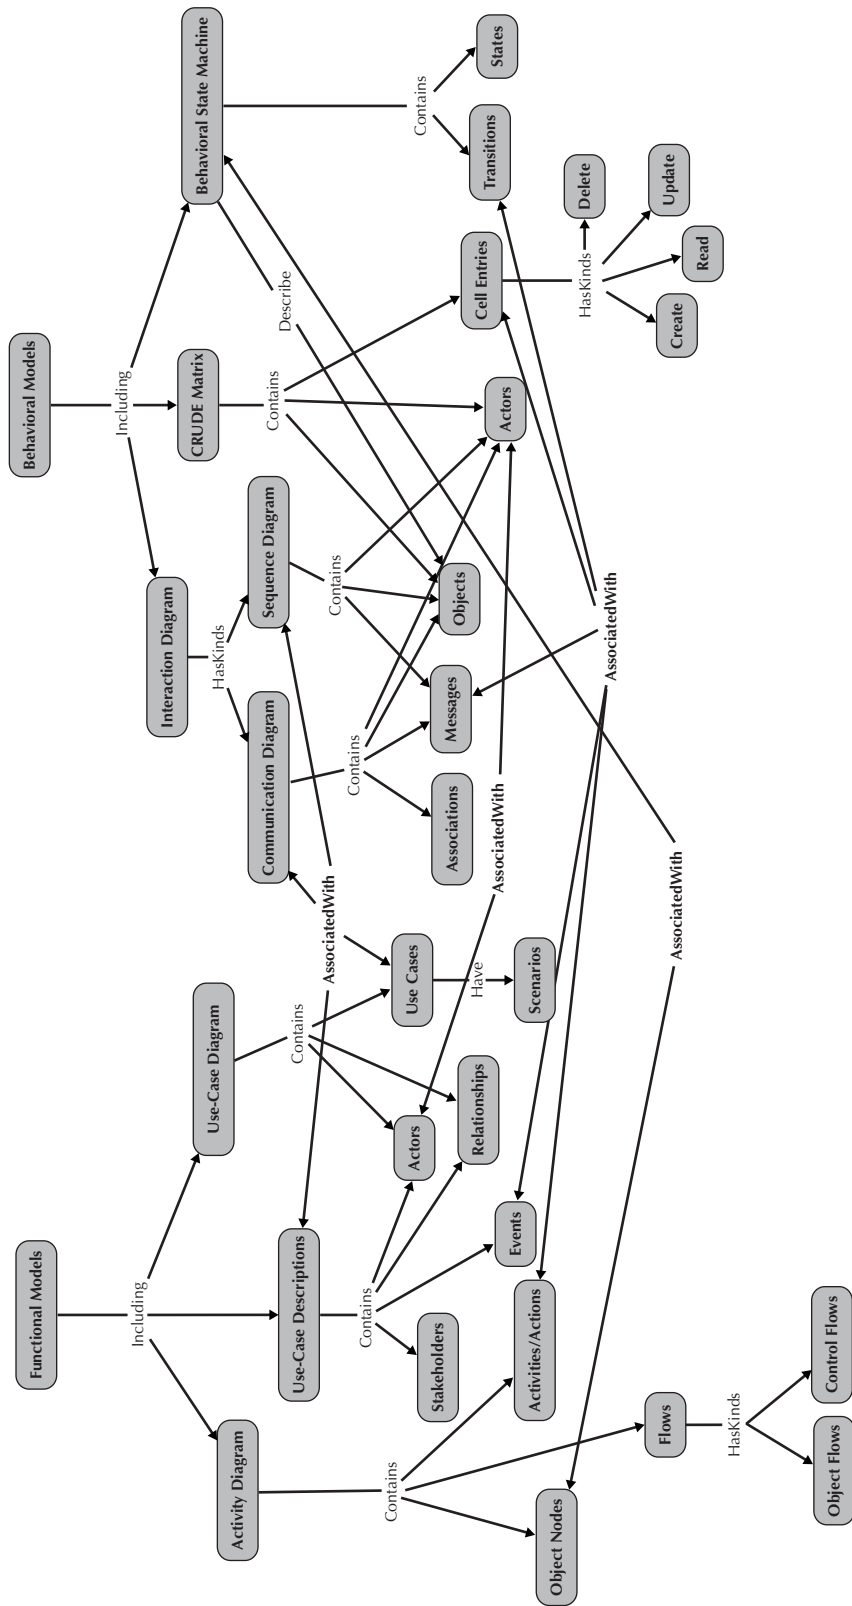 Functional Models
Including
Activity Diagram
Use-Case Descriptions
Use-Case Diagram
Contains
Object Nodes
Activities/Actions
Flows
HasKinds
Object Flows
Control Flows
Contains
Stakeholders
Events
Actors
Relationships
Contains
Use Cases
Have
Scenarios
AssociatedWith
AssociatedWith
AssociatedWith
AssociatedWith
Behavioral Models
Including
Interaction Diagram
CRUDE Matrix
Behavioral State Machine
HasKinds
Communication Diagram
Sequence Diagram
Contains
Associations
Messages
Contains
Objects
Contains
Actors
Describe
Cell Entries
HasKinds
Create
Read
Update
Delete
Contains
Transitions
States